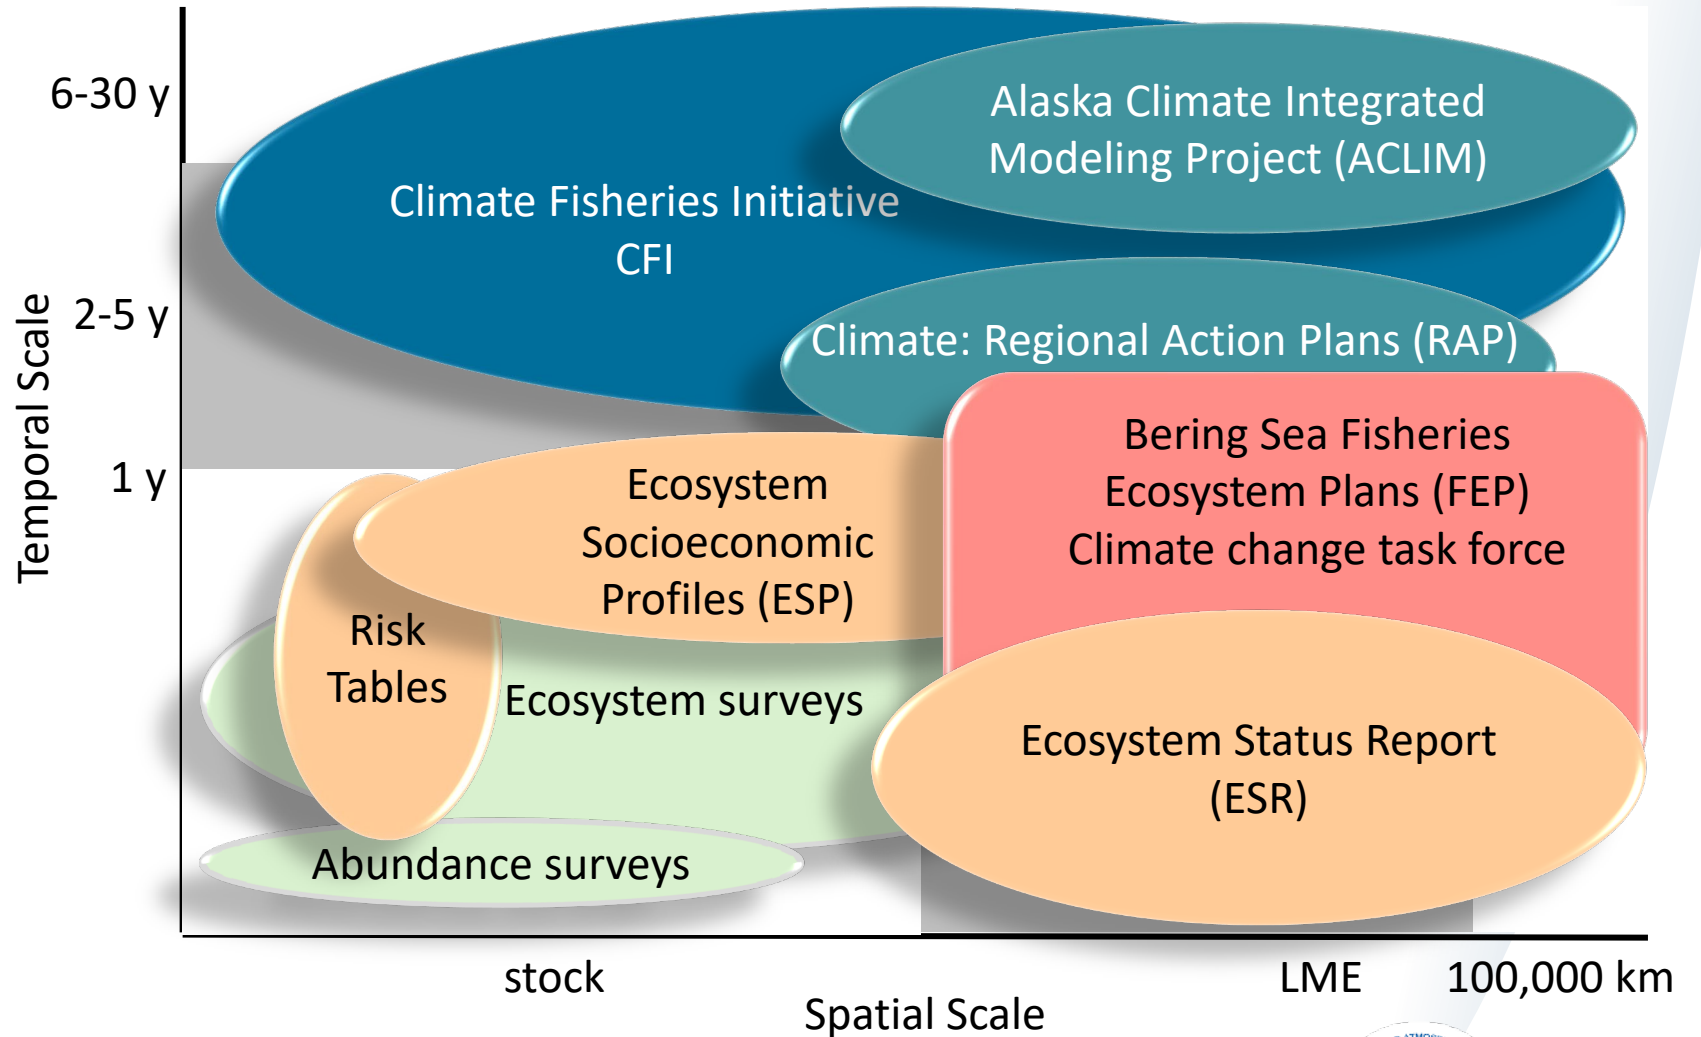 6-30 y
Alaska Climate Integrated
Modeling Project (ACLIM)
Climate Fisheries Initiative
CFI
2-5 y
Climate: Regional Action Plans (RAP)
Temporal Scale
Bering Sea Fisheries
Ecosystem Plans (FEP)
Climate change task force
1 y
Ecosystem
Socioeconomic
Profiles (ESP)
Risk
Tables
Ecosystem surveys
Ecosystem Status Report
(ESR)
Abundance surveys
stock
LME
100,000 km
Spatial Scale